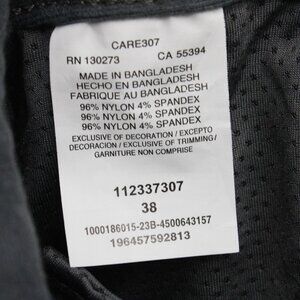 CARE307
RN 130273 CA 55394
MADE IN BANGLADESH
HECHO EN BANGLADESH
FABRIQUE AU BANGLADESH
96% NYLON 4% SPANDEX
96% NYLON 4% SPANDEX
96% NYLON 4% SPANDEX
EXCLUSIVE OF DECORATION / EXCEPTO
DECORACION / EXCLUSIVE OF TRIMMING/
GARNITURE NON COMPRISE
112337307
38
1000186015-23B-4500643157
196457592813